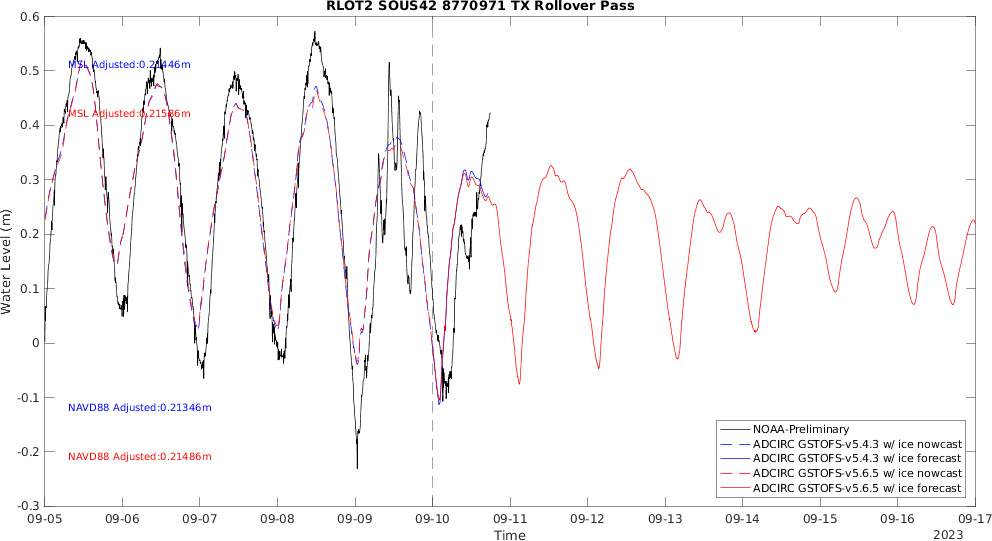 RLOT2 SOUS42 8770971 TX Rollover Pass
0.6
0.5
0.4
0.3
0.2
0.1
0
-0.1
-0.2
-0.3
Water Level (m)
MSL Adjusted:0.21446m
MSL Adjusted:0.21586m
NAVD88 Adjusted:0.21346m
NAVD88 Adjusted:0.21486m
NOAA-Preliminary
ADCIRC GSTOFS-v5.4.3 w/ ice nowcast
ADCIRC GSTOFS-v5.4.3 w/ ice forecast
ADCIRC GSTOFS-v5.6.5 w/ ice nowcast
ADCIRC GSTOFS-v5.6.5 w/ ice forecast
09-05 09-06 09-07 09-08 09-09 09-10 09-11 09-12 09-13 09-14 09-15 09-16 09-17
Time
2023